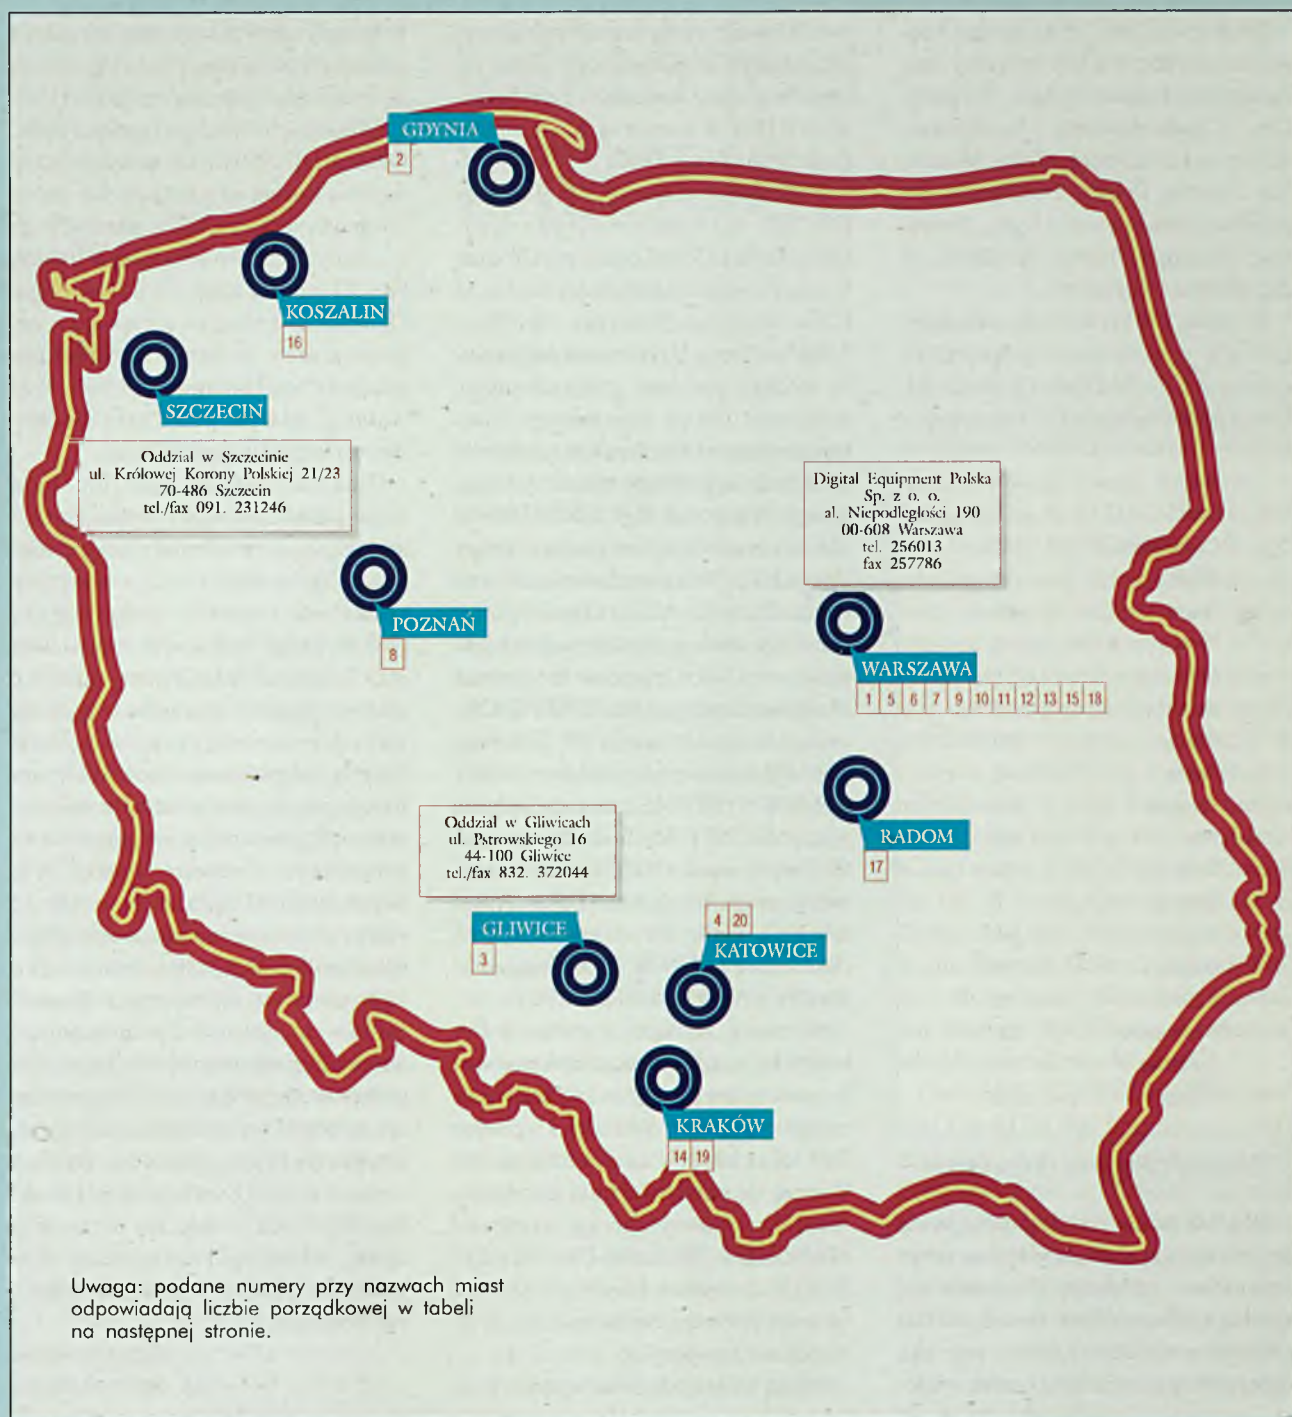 GDYNIA
2
KOSZALIN
16
SZCZECIN
Oddział w Szczecinie
ul. Królowej Korony Polskiej 21/23
70-486 Szczecin
tel./fax 091. 231246
Digital Equipment Polska
Sp. z o. o.
al. Niepodległości 190
00-608 Warszawa
tel. 256013
fax 257786
POZNAŃ
8
WARSZAWA
1 5 6 7 9 10 11 12 13 15 18
RADOM
17
Oddział w Gliwicach
ul. Pstrowskiego 16
44-100 Gliwice
tel./fax 832. 372044
GLIWICE
3
4 20
KATOWICE
KRAKÓW
14 19
Uwaga: podane numery przy nazwach miast
odpowiadają liczbie porządkowej w tabeli
na następnej stronie.